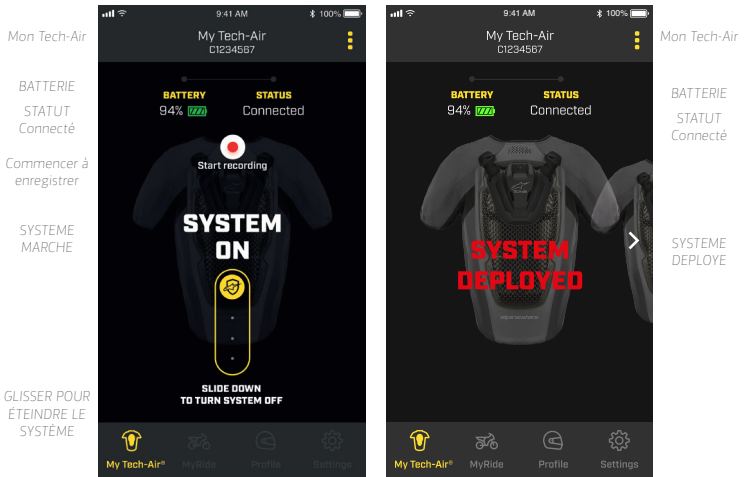 Mon Tech-Air
BATTERIE
STATUT
Connecté
Commencer à
enregistrer
SYSTEME
MARCHE
GLISSER POUR
ÉTEINDRE LE
SYSTÈME
9:41 AM
100%
My Tech-Air
C1234567
BATTERY
STATUS
94%
Connected
Start recording
SYSTEM
ON
SLIDE DOWN
TO TURN SYSTEM OFF
My Tech-Air®
MyRide
Profile
Settings
9:41 AM
100%
My Tech-Air
C1234567
BATTERY
STATUS
94%
Connected
SYSTEM
DEPLOYED
alpinestars
My Tech-Air®
MyRide
Profile
Settings
Mon Tech-Air
BATTERIE
STATUT
Connecté
SYSTEME
DEPLOYE